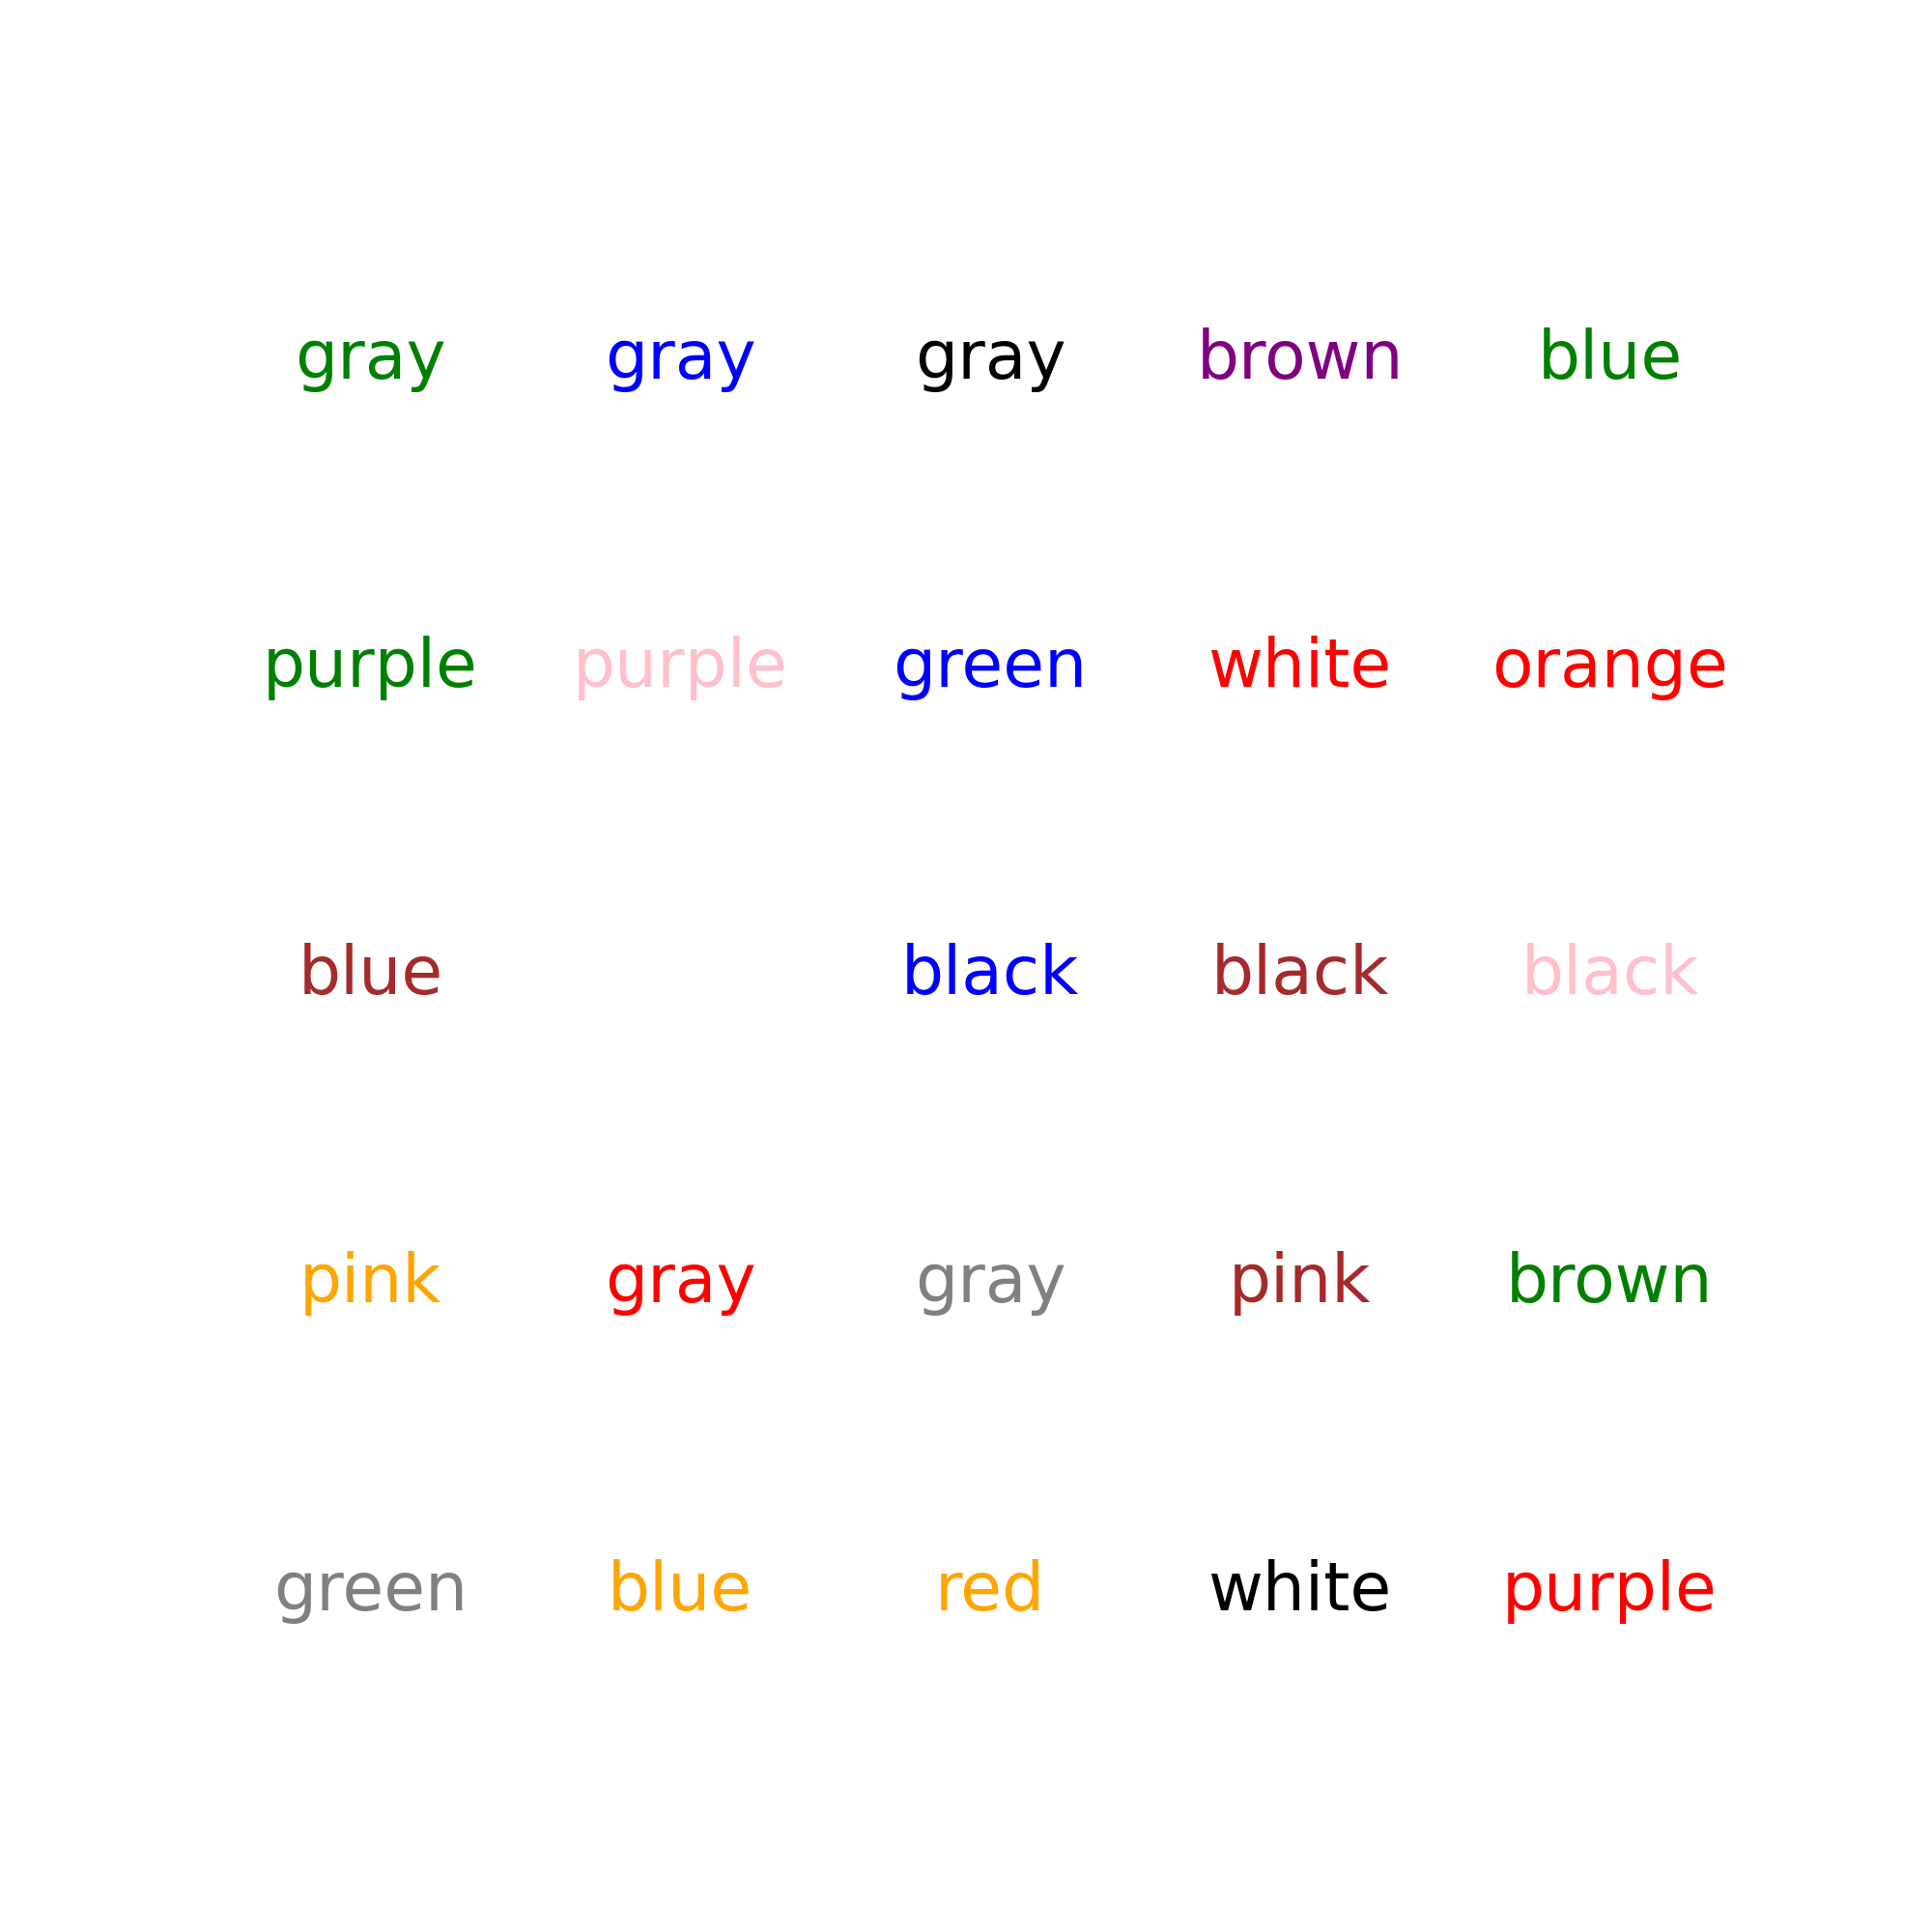 gray gray gray brown blue
purple purple green white orange
blue black black black
pink gray gray pink brown
green blue red white purple